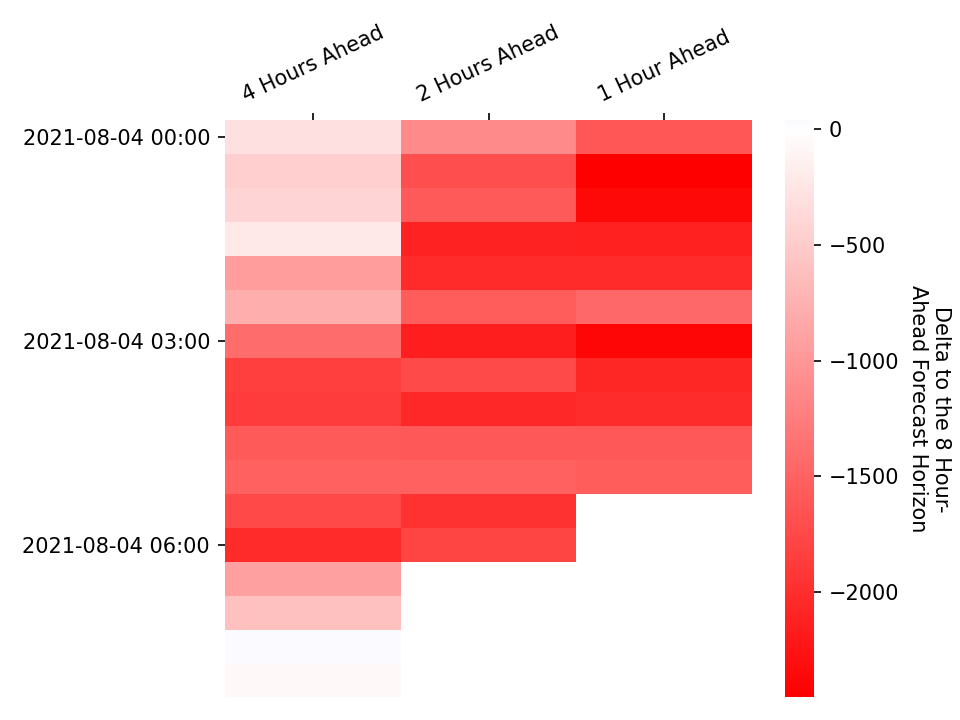 4 Hours Ahead
2 Hours Ahead
1 Hour Ahead
2021-08-04 00:00
2021-08-04 03:00
2021-08-04 06:00
0
−500
−1000
−1500
−2000
Delta to the 8 Hour-
Ahead Forecast Horizon